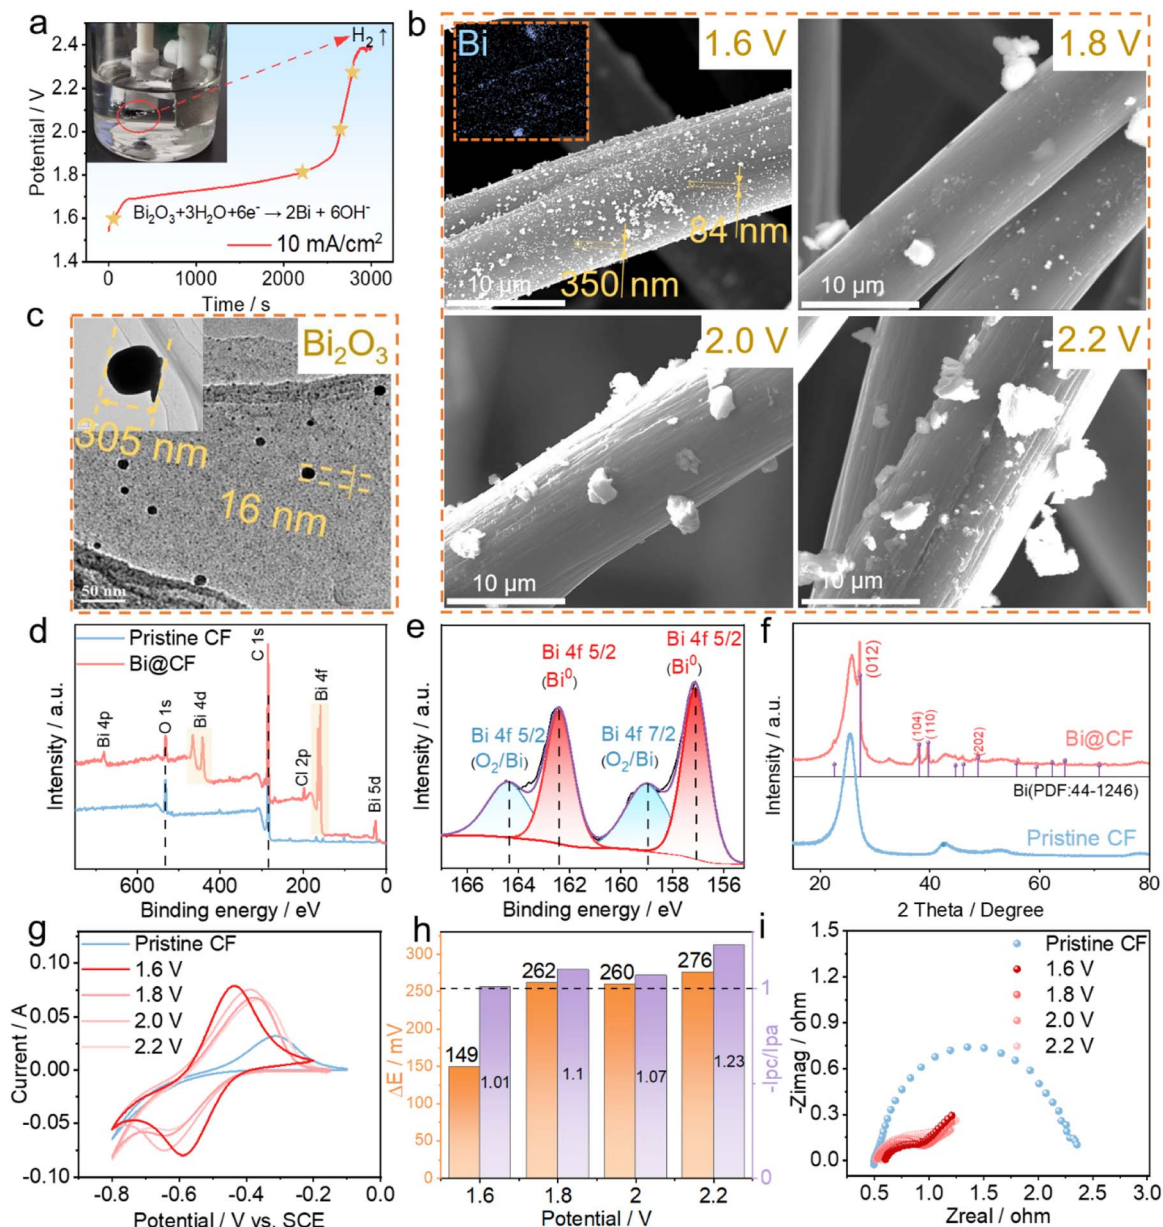 a
2.4
2.2
2.0
1.8
1.6
1.4
Potential / V
H₂ ↑
Bi₂O₃+3H₂O+6e⁻ → 2Bi + 6OH⁻
10 mA/cm²
0 1000 2000 3000
Time / s
b
Bi
1.6 V
84 nm
350 nm
10 μm
1.8 V
10 μm
2.0 V
10 μm
2.2 V
10 μm
c
Bi₂O₃
305 nm
16 nm
50 nm
d
Pristine CF
Bi@CF
Bi 4p
O 1s
Bi 4d
C 1s
Cl 2p
Bi 4f
Bi 5d
Intensity / a.u.
600 400 200 0
Binding energy / eV
e
Bi 4f 5/2
(Bi⁰)
Bi 4f 5/2
(Bi⁰)
Bi 4f 5/2
(O₂/Bi)
Bi 4f 7/2
(O₂/Bi)
Intensity / a.u.
166 164 162 160 158 156
Binding energy / eV
f
(012)
(104)
(110)
(202)
Bi@CF
Bi(PDF:44-1246)
Pristine CF
Intensity / a.u.
20 40 60 80
2 Theta / Degree
g
Pristine CF
1.6 V
1.8 V
2.0 V
2.2 V
0.10
0.05
0.00
-0.05
-0.10
Current / A
-0.8 -0.6 -0.4 -0.2 0.0
Potential / V vs. SCE
h
300
250
200
150
100
50
0
ΔE / mV
149
262
260
276
1.01
1.1
1.07
1.23
1
0
-Ipc/Ipa
1.6 1.8 2 2.2
Potential / V
i
Pristine CF
1.6 V
1.8 V
2.0 V
2.2 V
-1.5
-1.2
0.9
0.6
0.3
0.0
-Zimag / ohm
0.0 0.5 1.0 1.5 2.0 2.5 3.0
Zreal / ohm